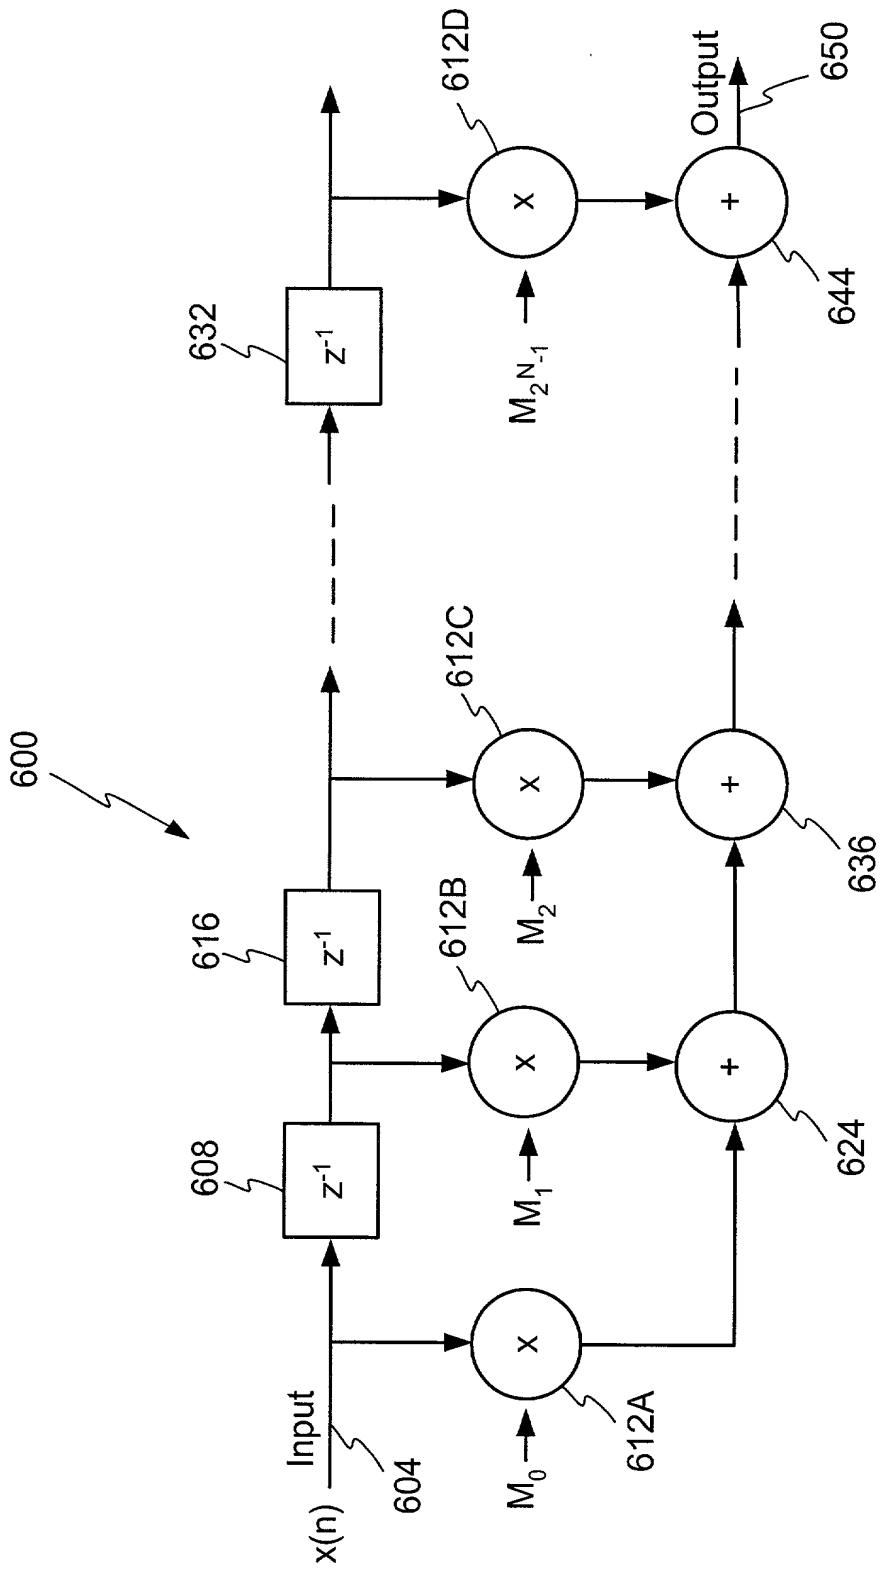 600
608
616
632
Input
x(n)
604
z⁻¹
z⁻¹
z⁻¹
612B
612C
612D
x
x
x
x
M₀
M₁
M₂
M₂N₋₁
612A
Output
+
+
+
624
636
644
650